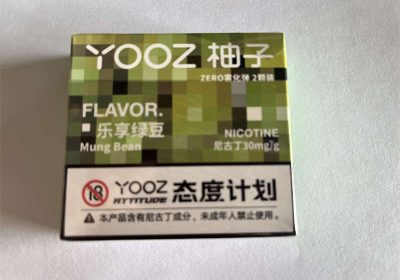 YOOZ 柚子
ZERO雾化弹 2颗装
FLAVOR.
乐享绿豆
Mung Bean
NICOTINE
尼古丁30mg/g
18 YOOZ ATTITUDE 态度计划
本产品含有尼古丁成分，未成年人禁止使用。